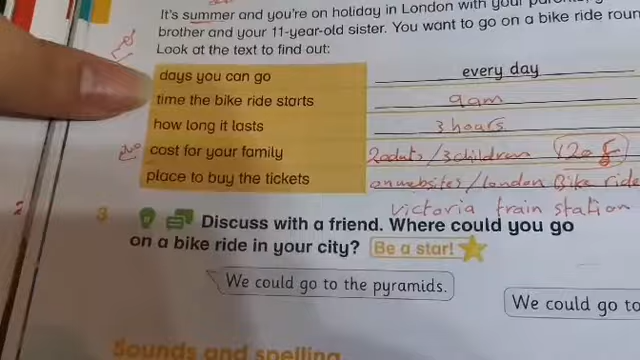 It's summer and you're on holiday in London with your
brother and your 11-year-old sister. You want to go on a bike ride roun
Look at the text to find out:
days you can go every day
time the bike ride starts 9am
how long it lasts 3 hours
cost for your family 2adults/3children 120 £
place to buy the tickets on websites/london Bike ride
victoria train station
3 Discuss with a friend. Where could you go
on a bike ride in your city? Be a star!
We could go to the pyramids.
We could go to
Sounds and spelling